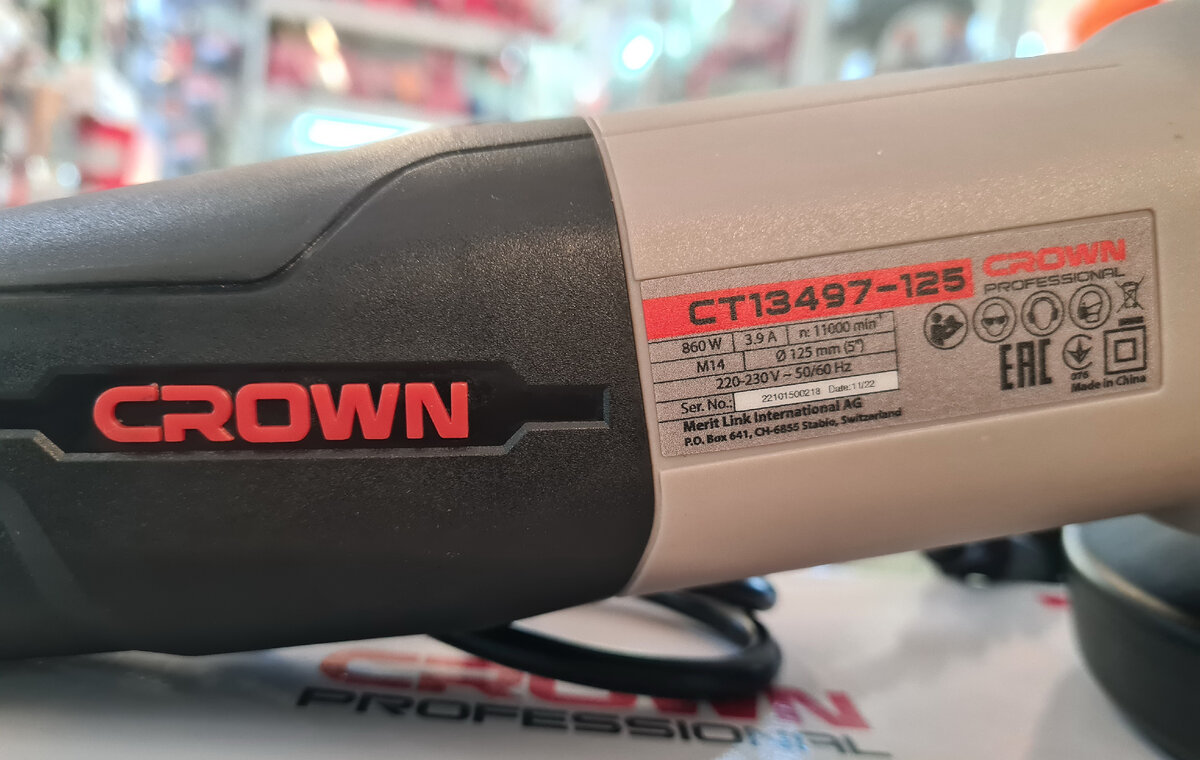 CROWN
CT13497-125
CROWN
PROFESSIONAL
860 W 3.9 A n: 11000 min⁻¹
M14 Ø 125 mm (5")
220-230 V ~ 50/60 Hz
Ser. No.: 22101500218 Date: 11/22
Merit Link International AG
P.O. Box 641, CH-6855 Stabio, Switzerland
EAC
Made in China
CROWN
PROFESSIONAL